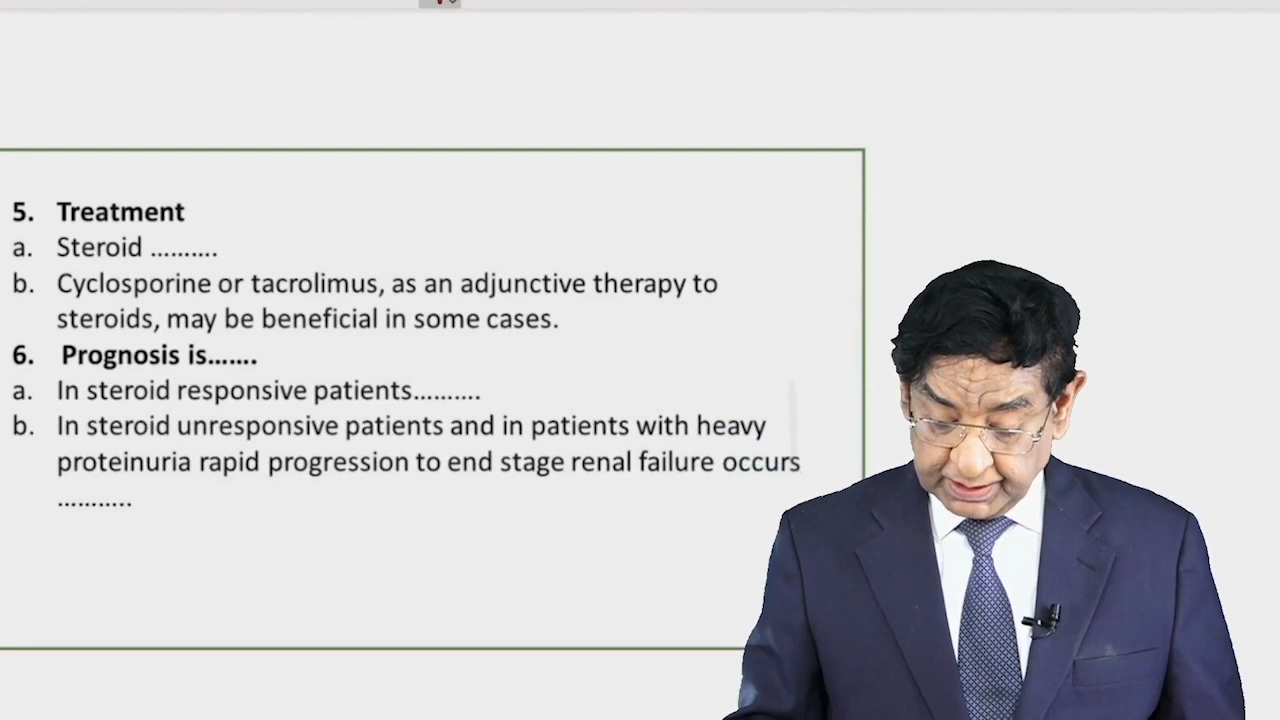 5. Treatment
a. Steroid ……….
b. Cyclosporine or tacrolimus, as an adjunctive therapy to
steroids, may be beneficial in some cases.
6. Prognosis is…….
a. In steroid responsive patients……….
b. In steroid unresponsive patients and in patients with heavy
proteinuria rapid progression to end stage renal failure occurs
………..